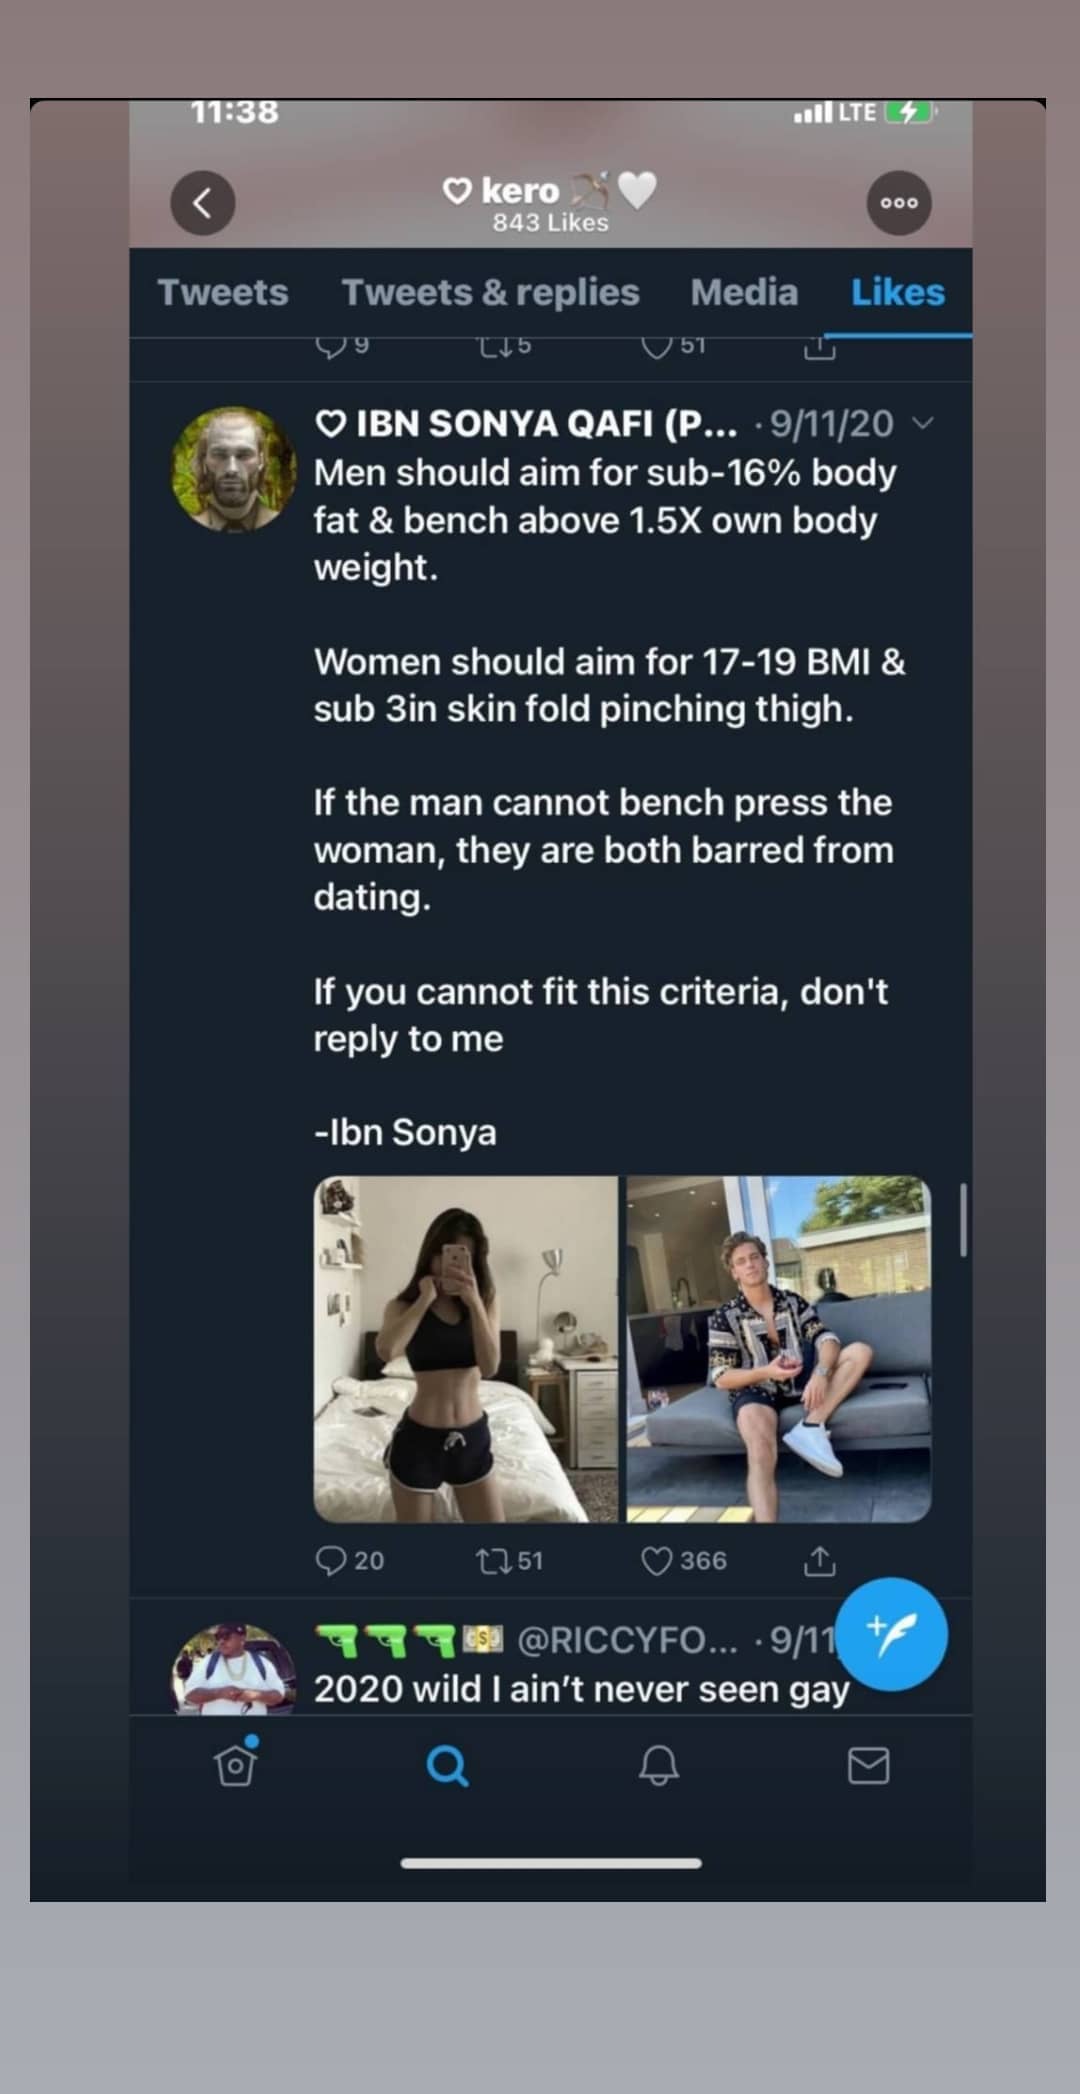 11:38
LTE
♡ kero 🏹🤍
843 Likes
Tweets
Tweets & replies
Media
Likes
9
5
51
♡ IBN SONYA QAFI (P... · 9/11/20
Men should aim for sub-16% body
fat & bench above 1.5X own body
weight.
Women should aim for 17-19 BMI &
sub 3in skin fold pinching thigh.
If the man cannot bench press the
woman, they are both barred from
dating.
If you cannot fit this criteria, don't
reply to me
-Ibn Sonya
20
51
366
🔫🔫🔫💵 @RICCYFO... · 9/11
2020 wild I ain’t never seen gay